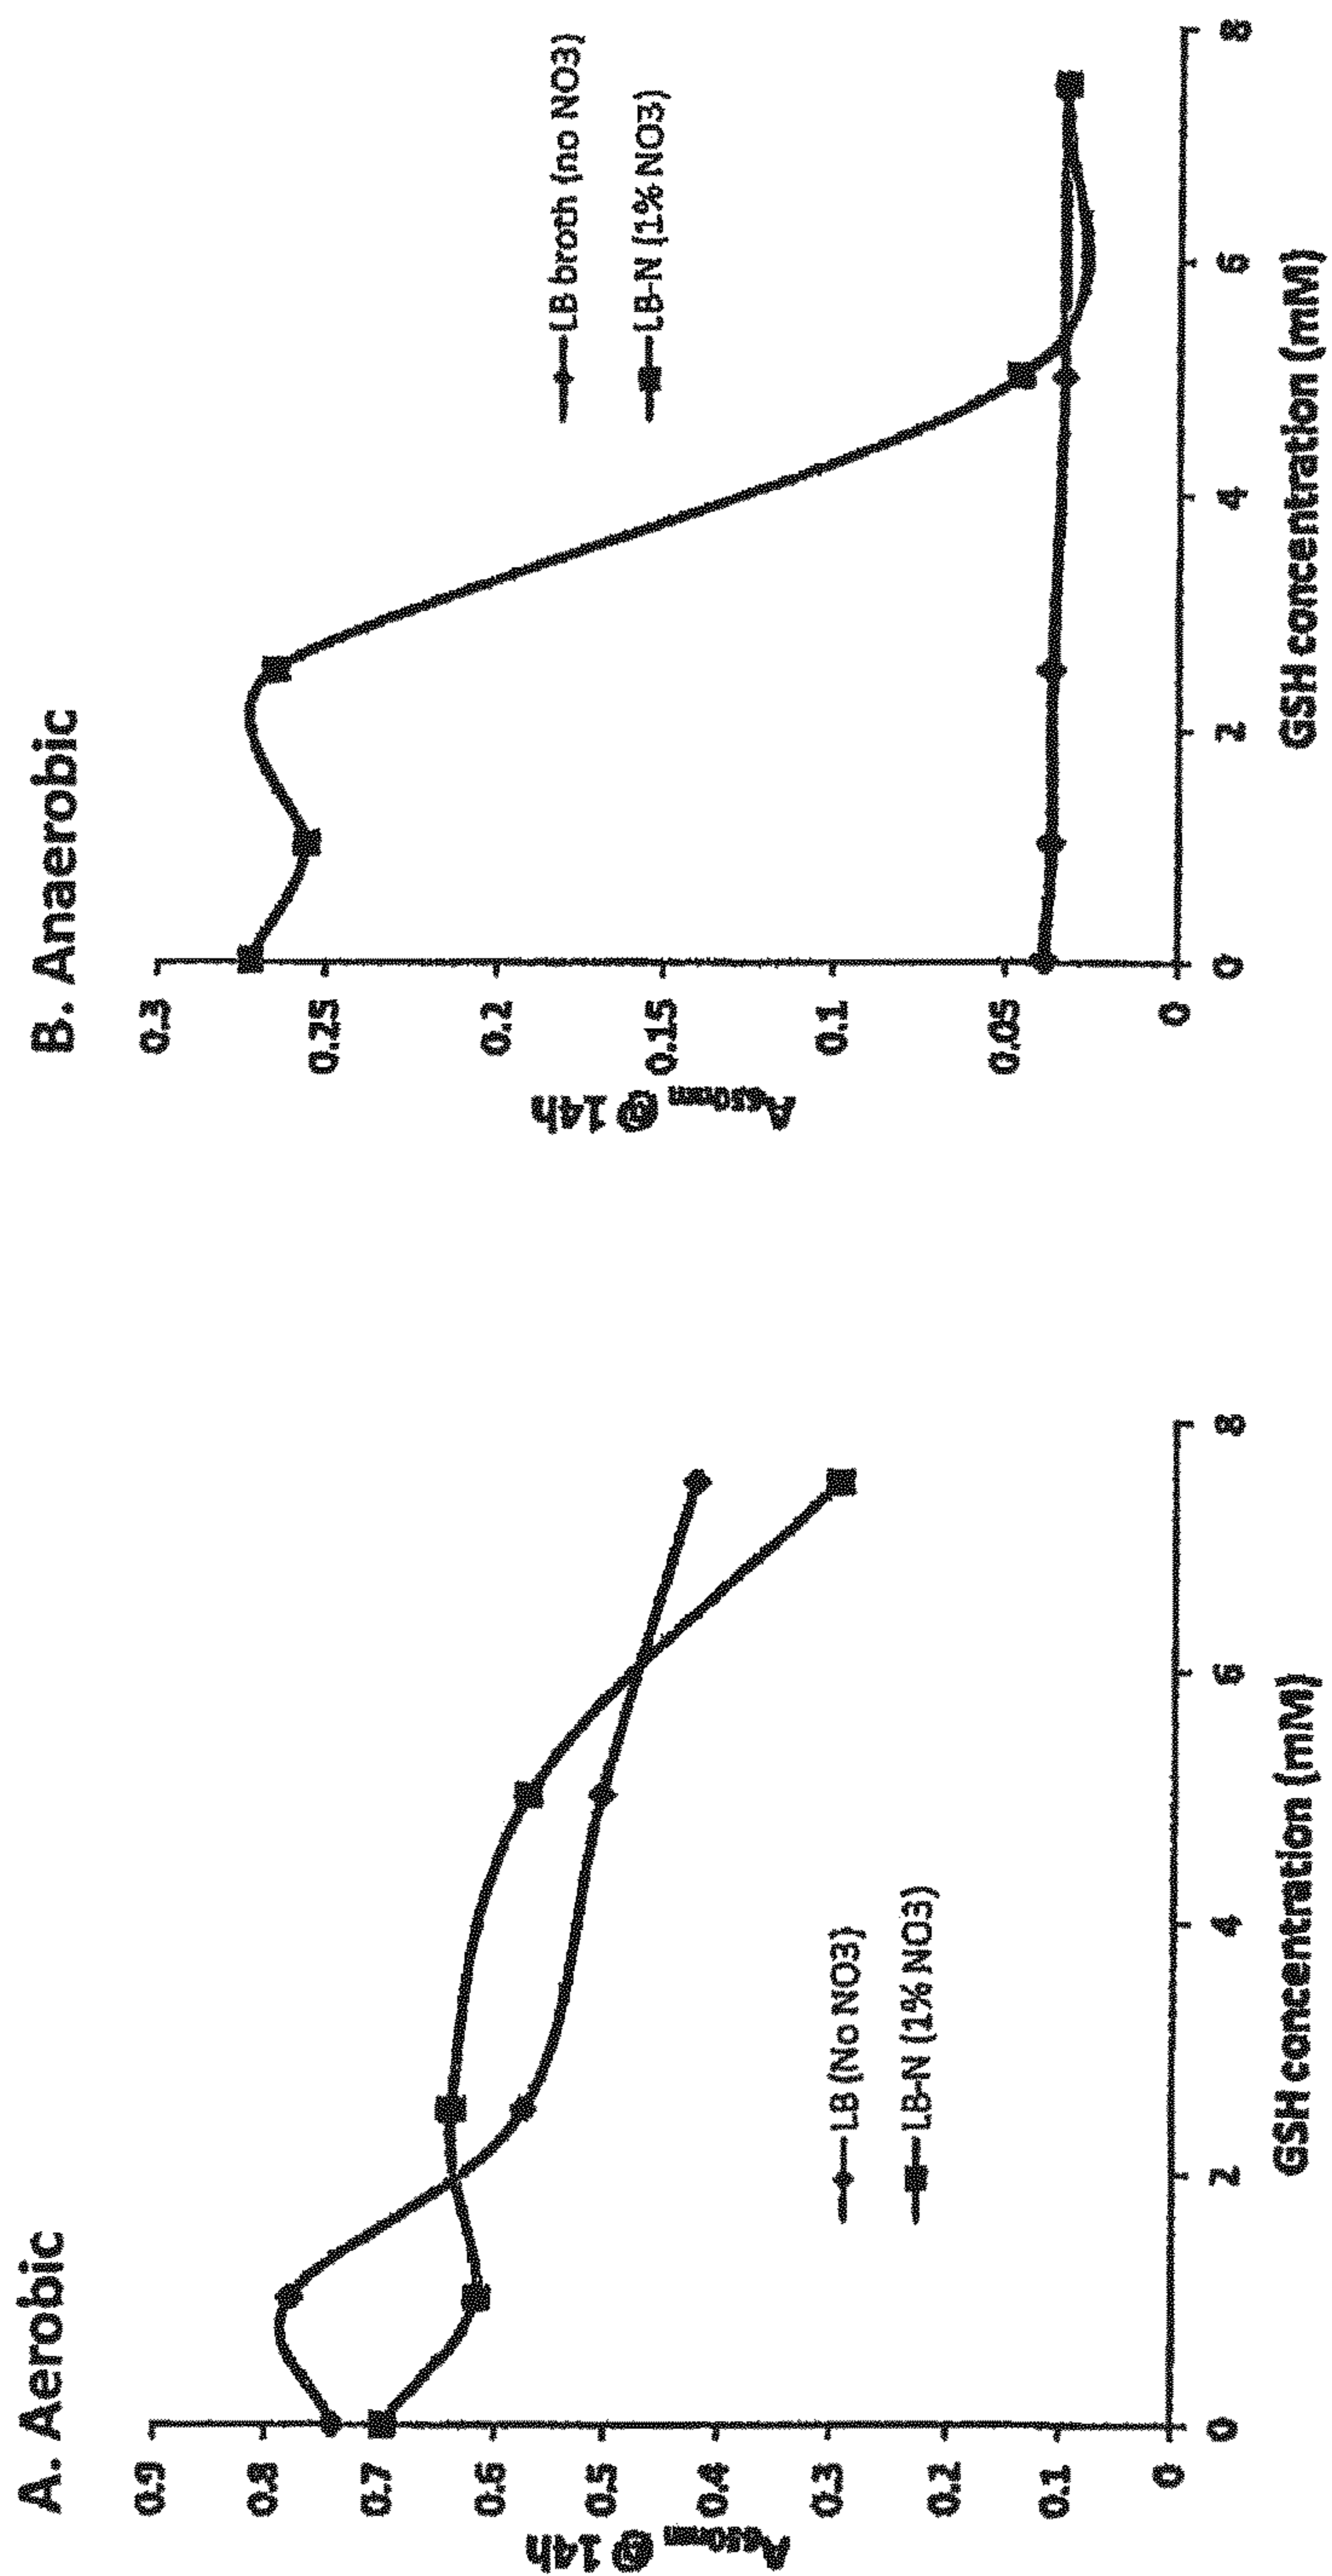 A. Aerobic
A650nm @ 14h
0.9
0.8
0.7
0.6
0.5
0.4
0.3
0.2
0.1
0
0
2
4
6
8
GSH concentration (mM)
LB (No NO3)
LB-N (1% NO3)
B. Anaerobic
A650nm @ 14h
0.3
0.25
0.2
0.15
0.1
0.05
0
0
2
4
6
8
GSH concentration (mM)
LB broth (no NO3)
LB-N (1% NO3)